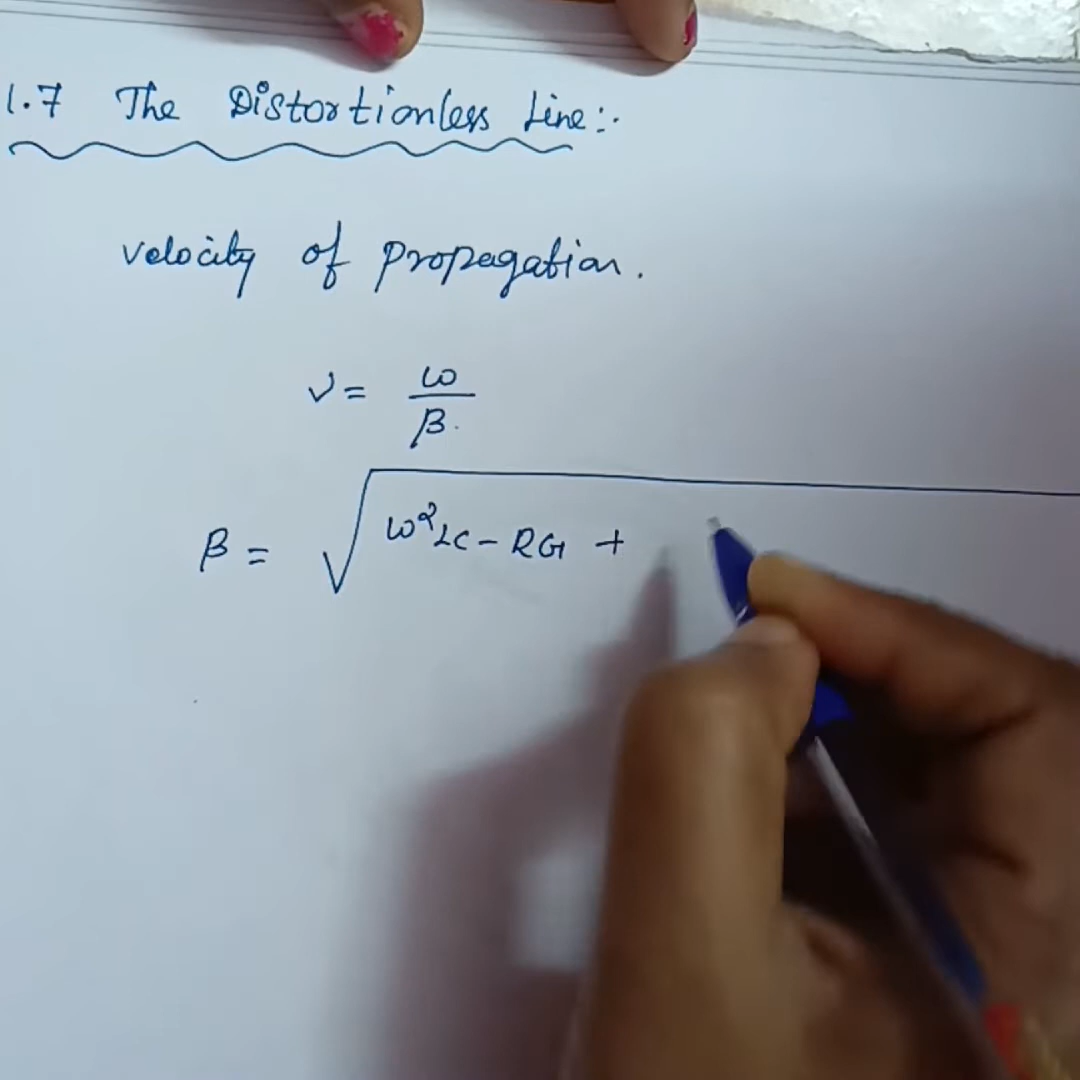 1.7 The Distortionless Line:-
velocity of propagation.
v = ω/β.
β = √(ω²LC - RG +